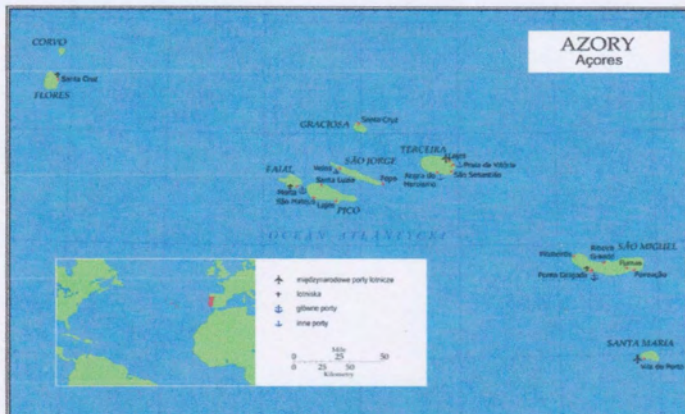 AZORY
Açores
CORVO
Santa Cruz
FLORES
GRACIOSA
Santa Cruz
TERCEIRA
Lajes
Praia da Vitória
São Sebastião
Angra do
Heroísmo
SÃO JORGE
Velas
Topo
FAIAL
Horta
Santa Luzia
São Mateus
Lajes
PICO
OCEAN ATLANTYCKI
SÃO MIGUEL
Ribeira
Grande
Furnas
Povoação
Ponta Delgada
SANTA MARIA
Vila do Porto
międzynarodowe porty lotnicze
lotniska
główne porty
inne porty
Mile
0 25 50
0 25 50
Kilometry